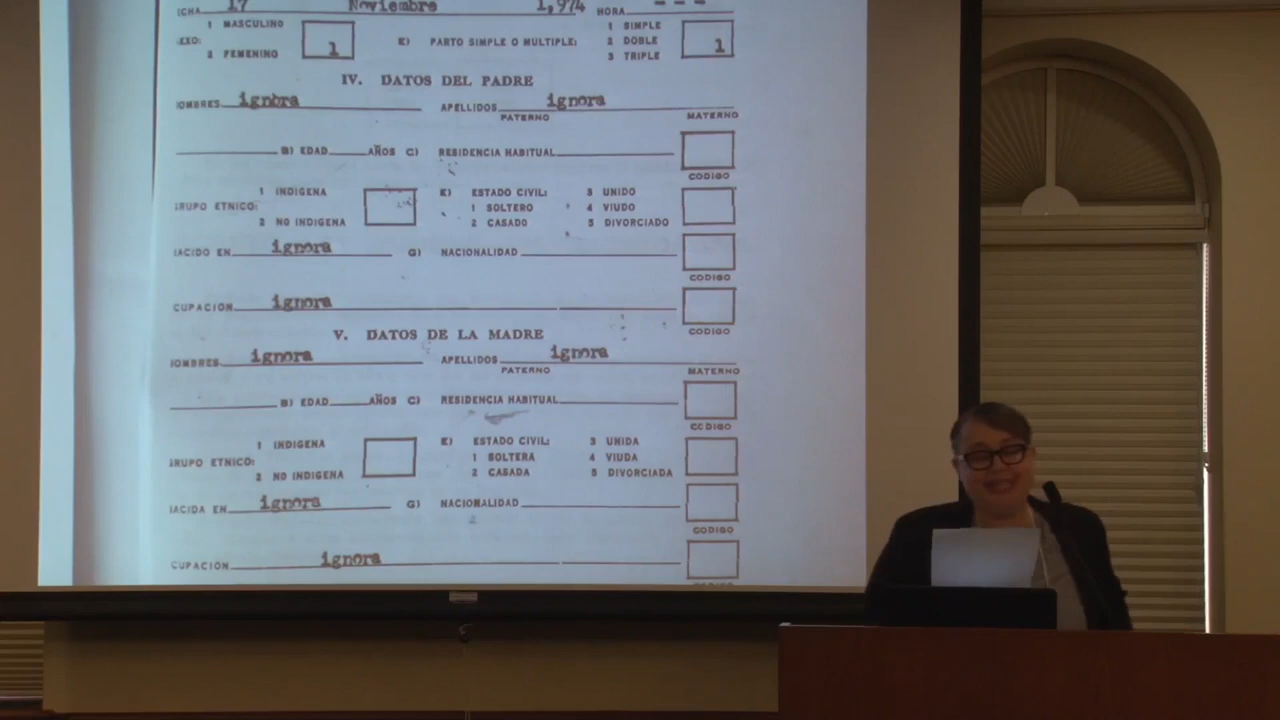 ICHA 17 Noviembre 1,974 HORA - - -
1 MASCULINO
EXO:
2 FEMENINO
1
E) PARTO SIMPLE O MULTIPLE:
1 SIMPLE
2 DOBLE
3 TRIPLE
1
IV. DATOS DEL PADRE
OMBRES ignora APELLIDOS ignora
PATERNO MATERNO
B) EDAD AÑOS C) RESIDENCIA HABITUAL
CODIGO
1 INDIGENA
RUPO ETNICO:
2 NO INDIGENA
E) ESTADO CIVIL: 3 UNIDO
1 SOLTERO 4 VIUDO
2 CASADO 5 DIVORCIADO
ACIDO EN ignora G) NACIONALIDAD
CODIGO
CUPACIÓN ignora
CODIGO
V. DATOS DE LA MADRE
OMBRES ignora APELLIDOS ignora
PATERNO MATERNO
B) EDAD AÑOS C) RESIDENCIA HABITUAL
CODIGO
1 INDIGENA
RUPO ETNICO:
2 NO INDIGENA
E) ESTADO CIVIL: 3 UNIDA
1 SOLTERA 4 VIUDA
2 CASADA 5 DIVORCIADA
ACIDA EN ignora G) NACIONALIDAD
CODIGO
CUPACIÓN ignora